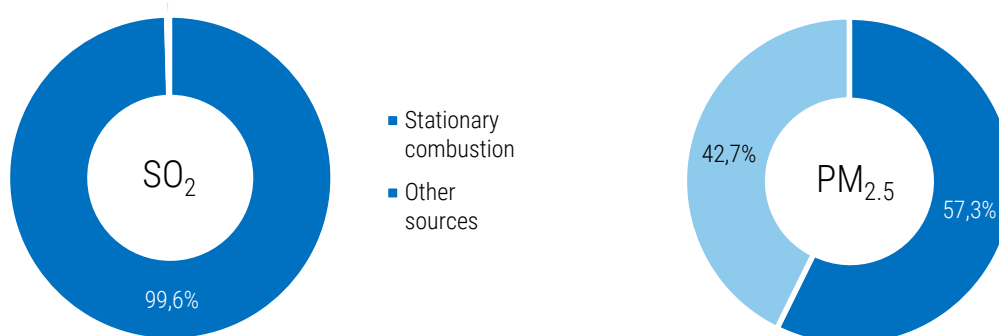 SO₂
99,6%
Stationary
combustion
Other
sources
42,7%
PM₂.₅
57,3%